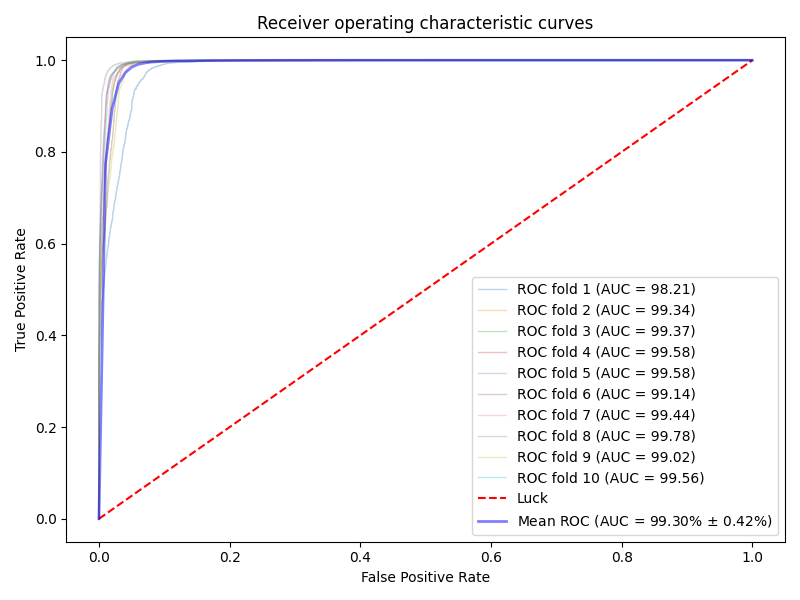 Receiver operating characteristic curves
True Positive Rate
1.0
0.8
0.6
0.4
0.2
0.0
ROC fold 1 (AUC = 98.21)
ROC fold 2 (AUC = 99.34)
ROC fold 3 (AUC = 99.37)
ROC fold 4 (AUC = 99.58)
ROC fold 5 (AUC = 99.58)
ROC fold 6 (AUC = 99.14)
ROC fold 7 (AUC = 99.44)
ROC fold 8 (AUC = 99.78)
ROC fold 9 (AUC = 99.02)
ROC fold 10 (AUC = 99.56)
Luck
Mean ROC (AUC = 99.30% ± 0.42%)
0.0 0.2 0.4 0.6 0.8 1.0
False Positive Rate